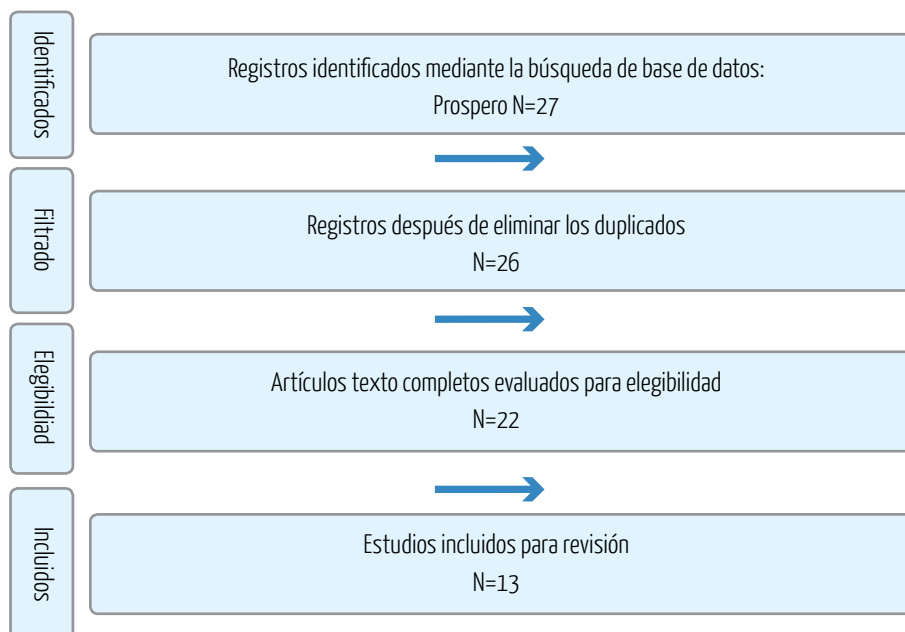 Identificados
Registros identificados mediante la búsqueda de base de datos:
Prospero N=27
Filtrado
Registros después de eliminar los duplicados
N=26
Elegibildiad
Artículos texto completos evaluados para elegibilidad
N=22
Incluidos
Estudios incluidos para revisión
N=13